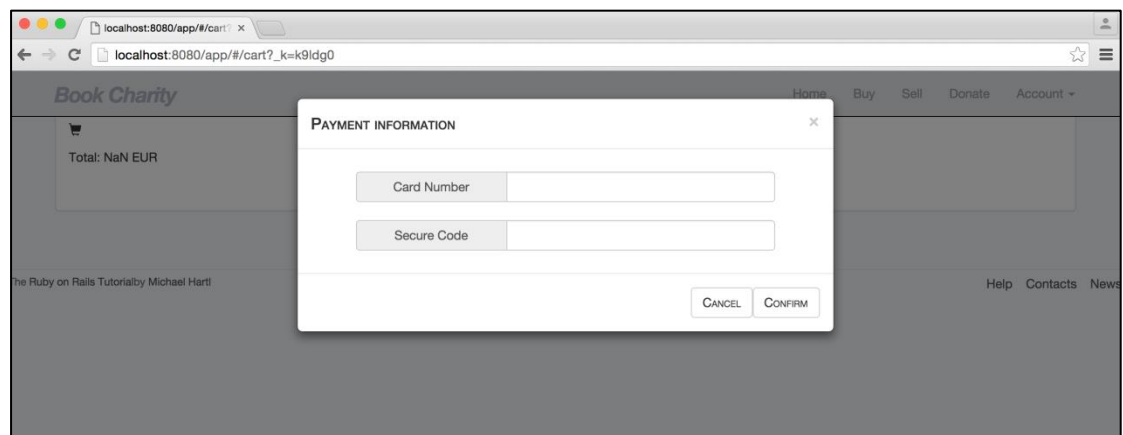 localhost:8080/app/#/cart?
localhost:8080/app/#/cart?_k=k9ldg0
Book Charity
Home Buy Sell Donate Account
Total: NaN EUR
PAYMENT INFORMATION
Card Number
Secure Code
CANCEL CONFIRM
The Ruby on Rails Tutorialby Michael Hartl
Help Contacts News